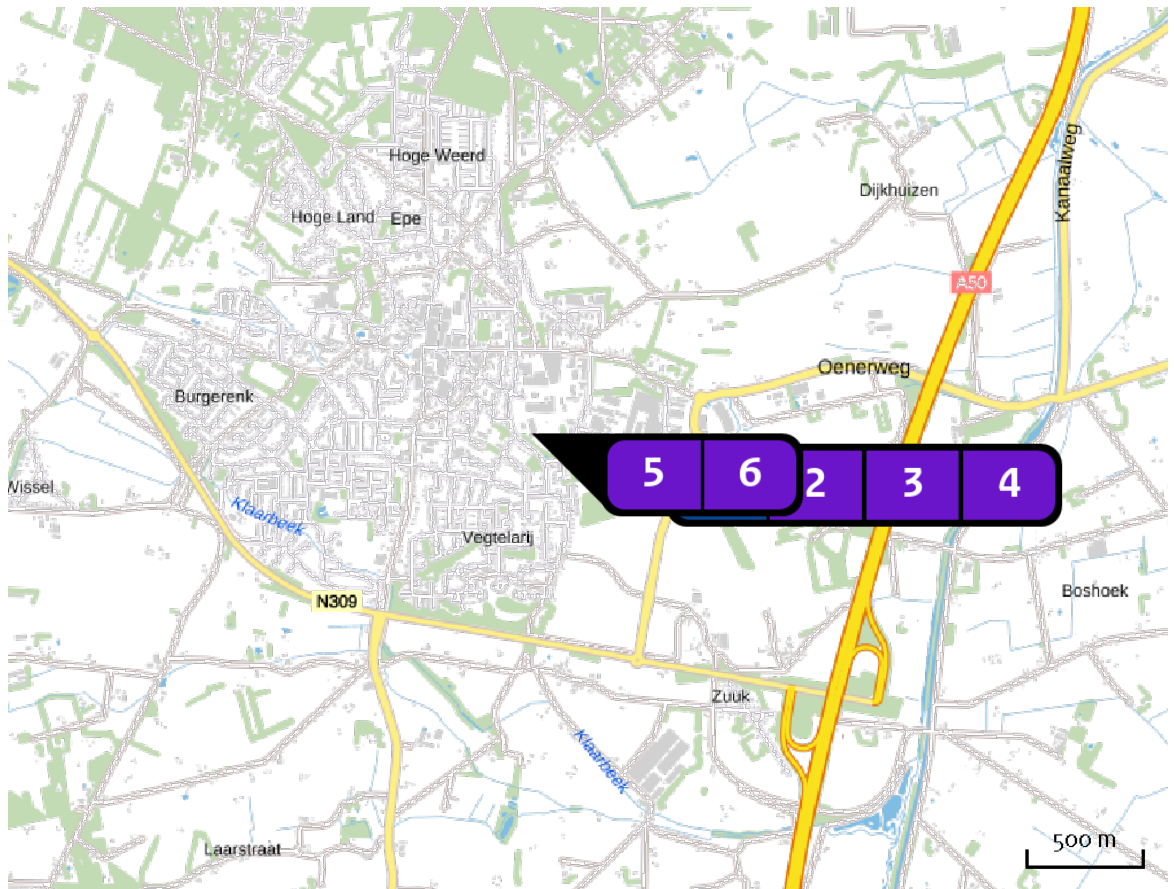 Hoge Weerd
Dijkhuizen
Kanaalweg
Hoge Land
Epe
A50
Oenerweg
Burgerenk
5
6
2
3
4
Wissel
Klaarbeek
Vegtelarij
Boshoek
N309
Zuuk
Klaarbeek
500 m
Laarstraat